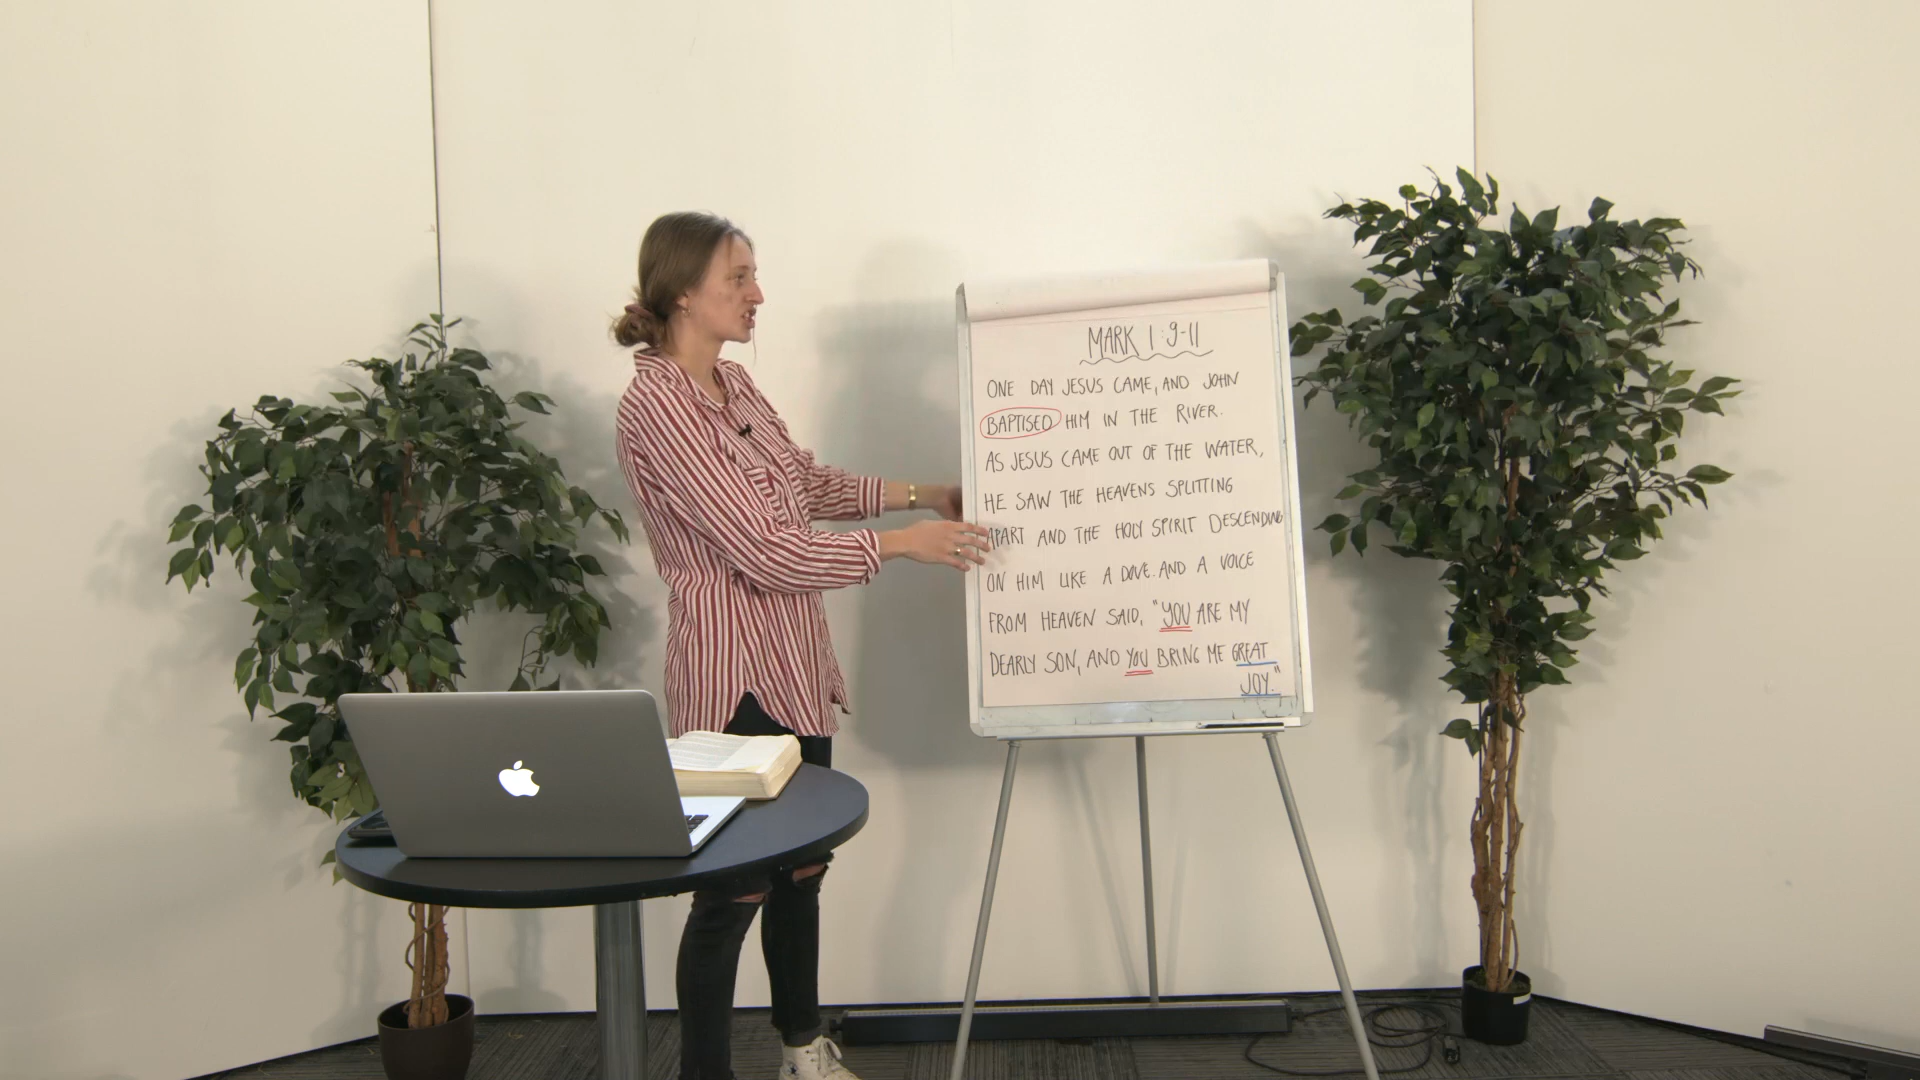 MARK 1:9-11
ONE DAY JESUS CAME, AND JOHN
BAPTISED HIM IN THE RIVER.
AS JESUS CAME OUT OF THE WATER,
HE SAW THE HEAVENS SPLITTING
APART AND THE HOLY SPIRIT DESCENDING
ON HIM LIKE A DOVE. AND A VOICE
FROM HEAVEN SAID, "YOU ARE MY
DEARLY SON, AND YOU BRING ME GREAT
JOY."